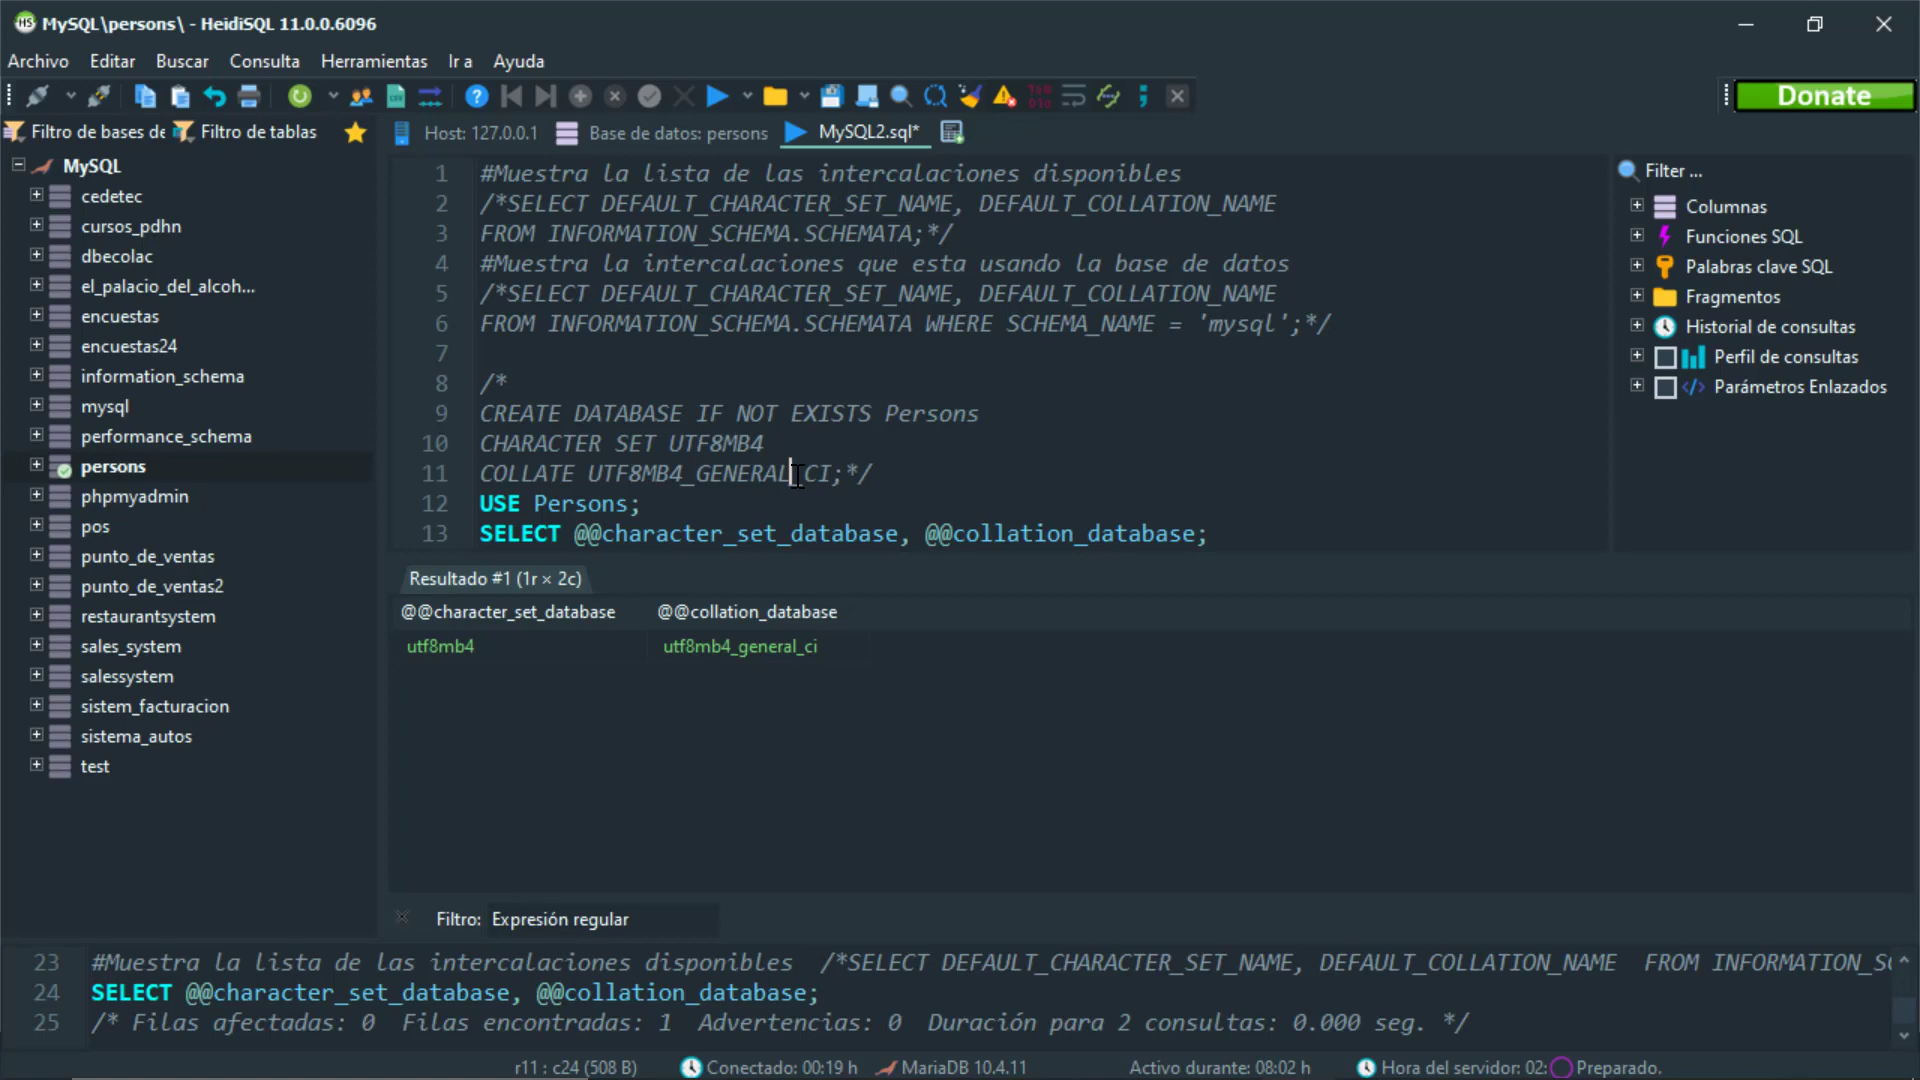 MySQL\persons\ - HeidiSQL 11.0.0.6096
Archivo Editar Buscar Consulta Herramientas Ir a Ayuda
Donate
Filtro de bases de Filtro de tablas
Host: 127.0.0.1 Base de datos: persons MySQL2.sql*
MySQL
cedetec
cursos_pdhn
dbecolac
el_palacio_del_alcoh...
encuestas
encuestas24
information_schema
mysql
performance_schema
persons
phpmyadmin
pos
punto_de_ventas
punto_de_ventas2
restaurantsystem
sales_system
salessystem
sistem_facturacion
sistema_autos
test
1 #Muestra la lista de las intercalaciones disponibles
2 /*SELECT DEFAULT_CHARACTER_SET_NAME, DEFAULT_COLLATION_NAME
3 FROM INFORMATION_SCHEMA.SCHEMATA;*/
4 #Muestra la intercalaciones que esta usando la base de datos
5 /*SELECT DEFAULT_CHARACTER_SET_NAME, DEFAULT_COLLATION_NAME
6 FROM INFORMATION_SCHEMA.SCHEMATA WHERE SCHEMA_NAME = 'mysql';*/
7
8 /*
9 CREATE DATABASE IF NOT EXISTS Persons
10 CHARACTER SET UTF8MB4
11 COLLATE UTF8MB4_GENERAL_CI;*/
12 USE Persons;
13 SELECT @@character_set_database, @@collation_database;
Filter ...
Columnas
Funciones SQL
Palabras clave SQL
Fragmentos
Historial de consultas
Perfil de consultas
Parámetros Enlazados
Resultado #1 (1r × 2c)
@@character_set_database @@collation_database
utf8mb4 utf8mb4_general_ci
Filtro: Expresión regular
23 #Muestra la lista de las intercalaciones disponibles /*SELECT DEFAULT_CHARACTER_SET_NAME, DEFAULT_COLLATION_NAME FROM INFORMATION_S
24 SELECT @@character_set_database, @@collation_database;
25 /* Filas afectadas: 0 Filas encontradas: 1 Advertencias: 0 Duración para 2 consultas: 0.000 seg. */
r11 : c24 (508 B) Conectado: 00:19 h MariaDB 10.4.11 Activo durante: 08:02 h Hora del servidor: 02: Preparado.